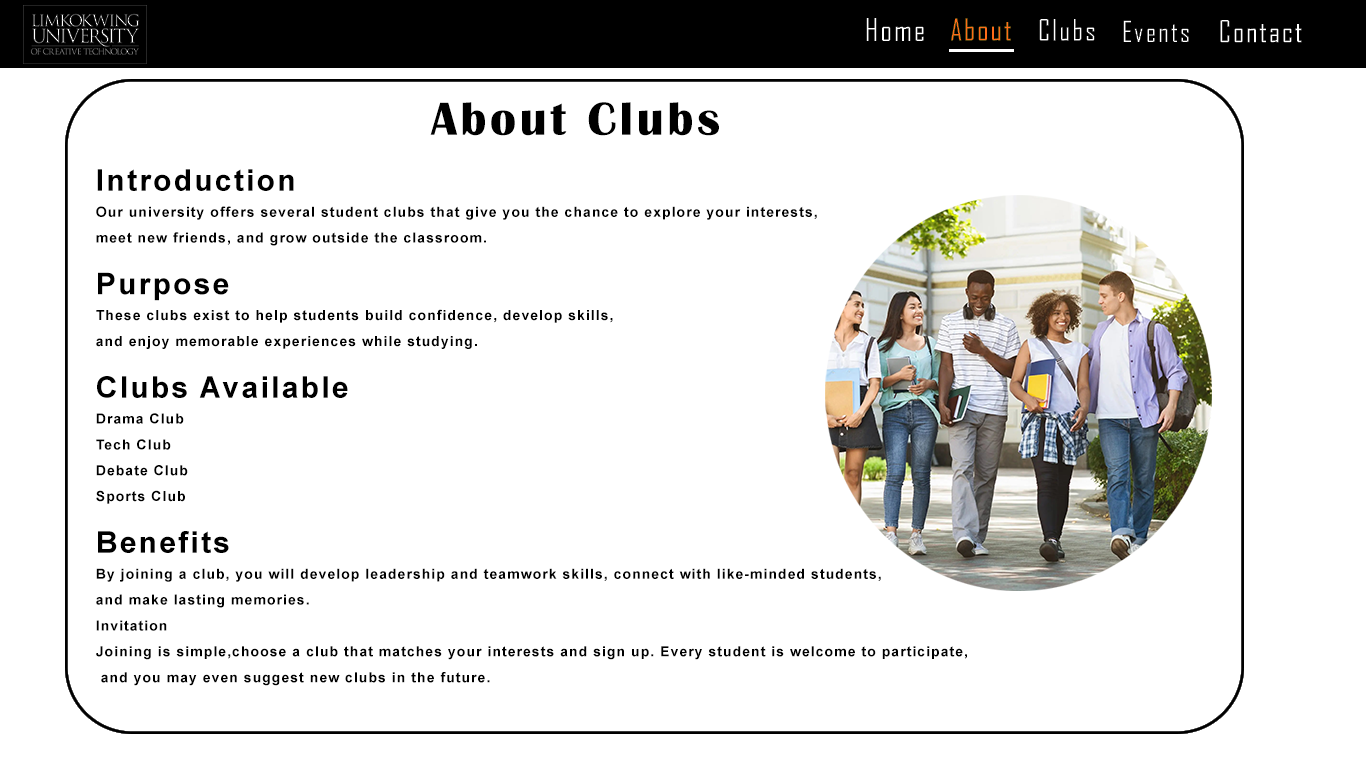 LIMKOKWING
UNIVERSITY
OF CREATIVE TECHNOLOGY
Home About Clubs Events Contact
About Clubs
Introduction
Our university offers several student clubs that give you the chance to explore your interests,
meet new friends, and grow outside the classroom.
Purpose
These clubs exist to help students build confidence, develop skills,
and enjoy memorable experiences while studying.
Clubs Available
Drama Club
Tech Club
Debate Club
Sports Club
Benefits
By joining a club, you will develop leadership and teamwork skills, connect with like-minded students,
and make lasting memories.
Invitation
Joining is simple,choose a club that matches your interests and sign up. Every student is welcome to participate,
and you may even suggest new clubs in the future.